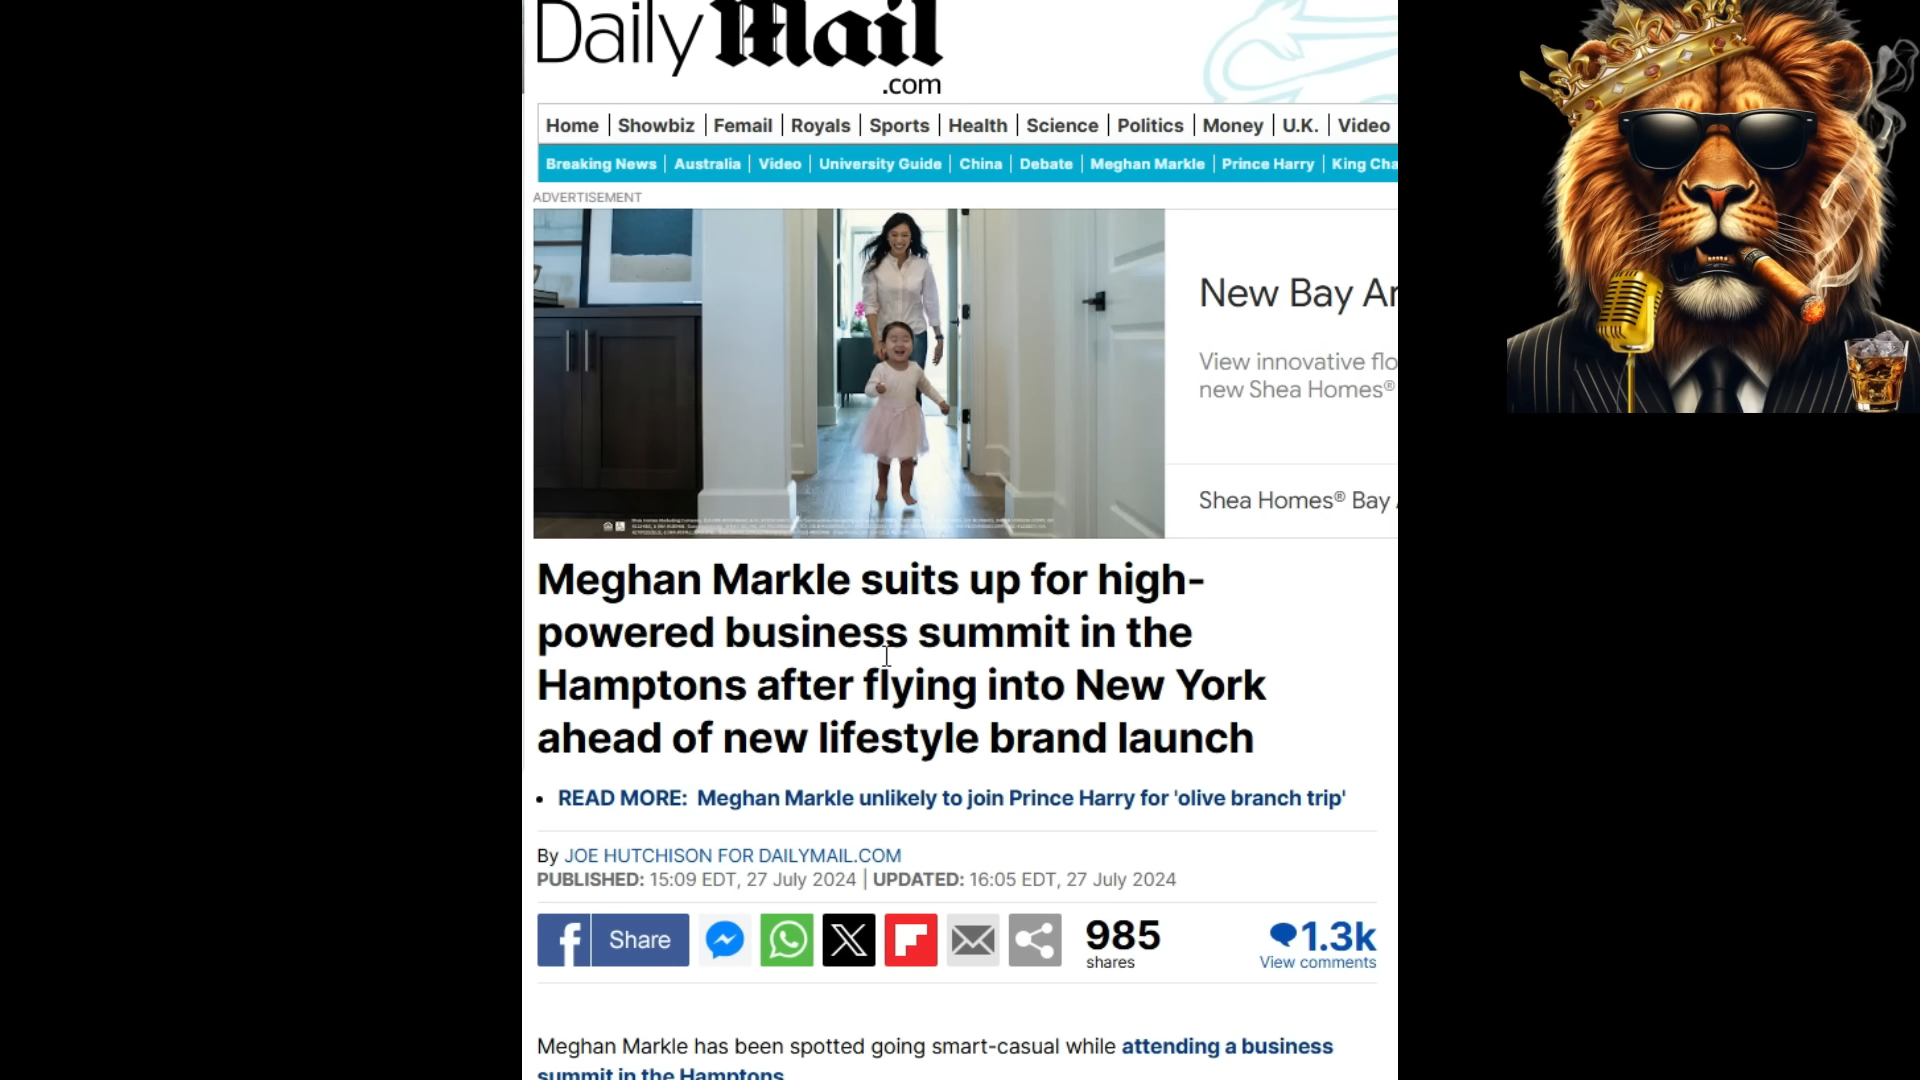 Daily Mail
.com
Home Showbiz Femail Royals Sports Health Science Politics Money U.K. Video
Breaking News Australia Video University Guide China Debate Meghan Markle Prince Harry King Cha
ADVERTISEMENT
New Bay Ar
View innovative flo
new Shea Homes®
Shea Homes® Bay
Meghan Markle suits up for high-
powered business summit in the
Hamptons after flying into New York
ahead of new lifestyle brand launch
• READ MORE: Meghan Markle unlikely to join Prince Harry for 'olive branch trip'
By JOE HUTCHISON FOR DAILYMAIL.COM
PUBLISHED: 15:09 EDT, 27 July 2024 | UPDATED: 16:05 EDT, 27 July 2024
Share
985
shares
1.3k
View comments
Meghan Markle has been spotted going smart-casual while attending a business
summit in the Hamptons